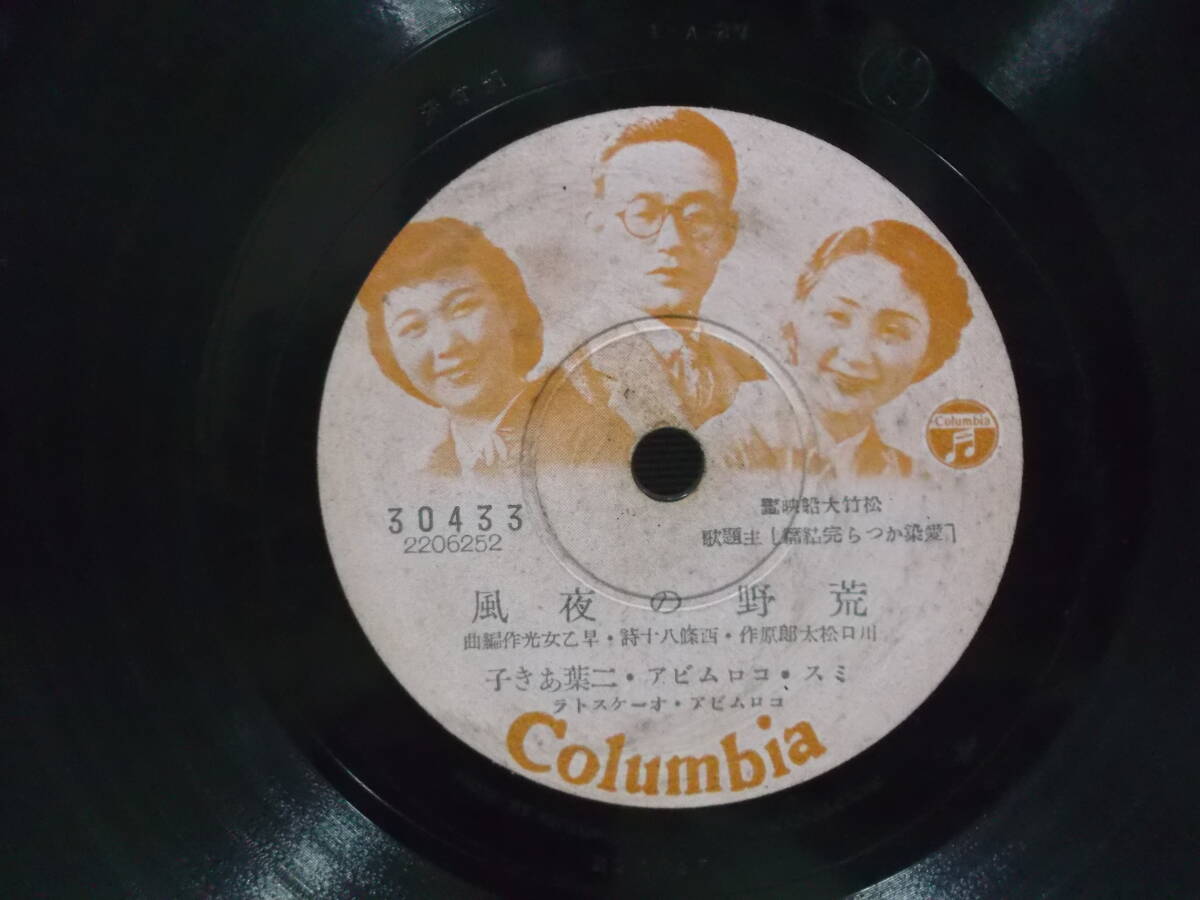 Columbia
30433
2206252
松竹大船映畫
「愛染かつら完結篇」主題歌
荒野の夜風
川口松太郎原作・西條八十詩・早乙女光作編曲
ミス・コロムビア・二葉あき子
コロムビア・オーケストラ
Columbia